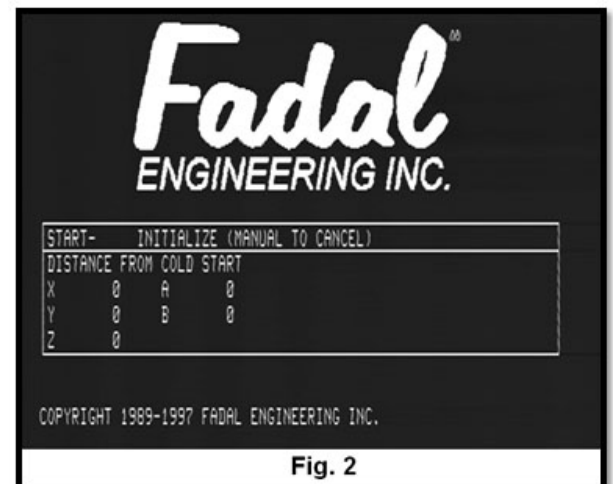 Fadal
ENGINEERING INC.
START- INITIALIZE (MANUAL TO CANCEL)
DISTANCE FROM COLD START
X 0 A 0
Y 0 B 0
Z 0
COPYRIGHT 1989-1997 FADAL ENGINEERING INC.
Fig. 2